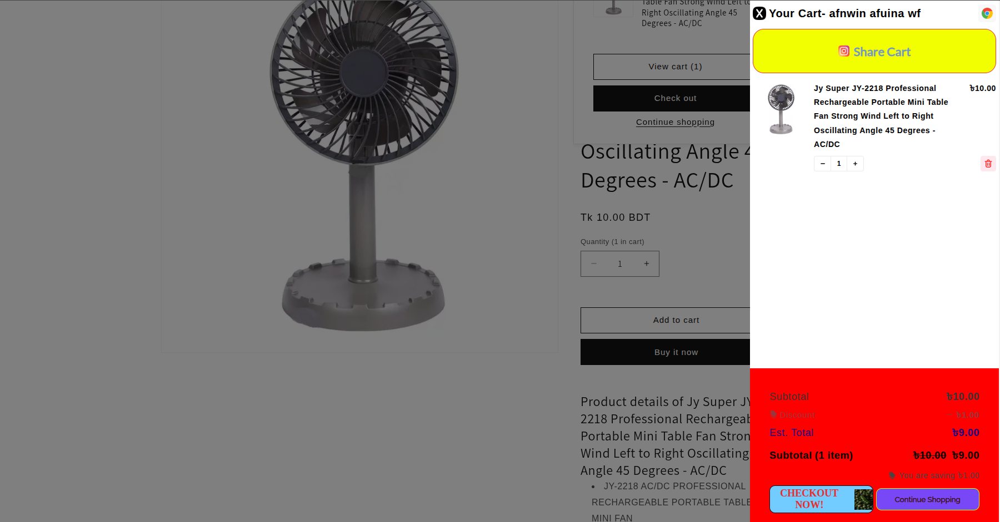 Table Fan Strong Wind Left to
Right Oscillating Angle 45
Degrees - AC/DC
View cart (1)
Check out
Continue shopping
Oscillating Angle 4
Degrees - AC/DC
Tk 10.00 BDT
Quantity (1 in cart)
− 1 +
Add to cart
Buy it now
Product details of Jy Super JY
2218 Professional Rechargeab
Portable Mini Table Fan Stron
Wind Left to Right Oscillating
Angle 45 Degrees - AC/DC
• JY-2218 AC/DC PROFESSIONAL
RECHARGEABLE PORTABLE TABLE
MINI FAN
Your Cart- afnwin afuina wf
Share Cart
Jy Super JY-2218 Professional ৳10.00
Rechargeable Portable Mini Table
Fan Strong Wind Left to Right
Oscillating Angle 45 Degrees -
AC/DC
− 1 +
Subtotal ৳10.00
Discount - ৳1.00
Est. Total ৳9.00
Subtotal (1 item) ৳10.00 ৳9.00
You are saving ৳1.00
CHECKOUT
NOW!
Continue Shopping